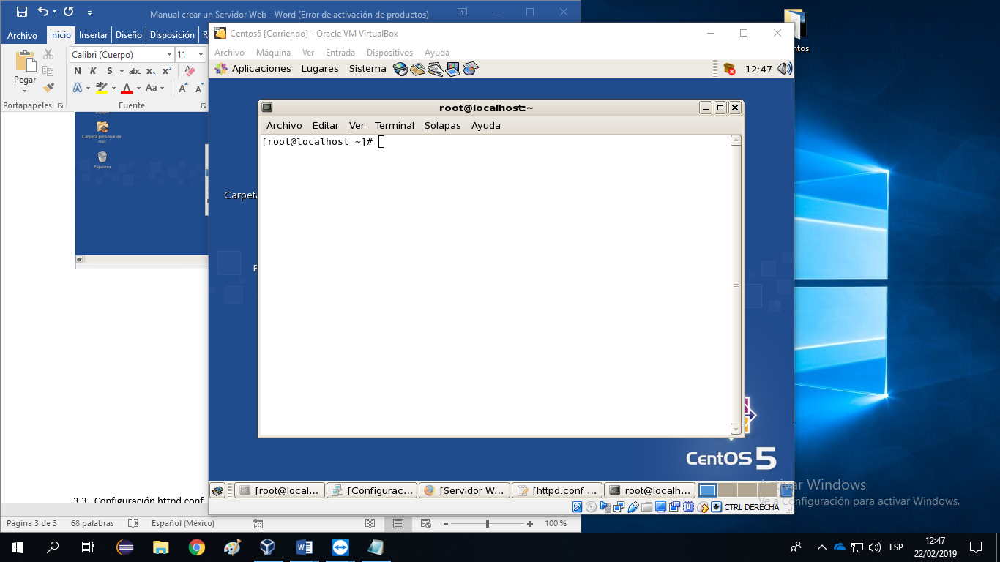 Manual crear un Servidor Web - Word (Error de activación de productos)
Archivo Inicio Insertar Diseño Disposición
Calibri (Cuerpo) 11
Pegar
N K S abc x₂ x²
A aly A Aa A A
Portapapeles Fuente
Carpeta personal de root
Papelera
3.3. Configuración httpd.conf
Página 3 de 3 68 palabras Español (México) 100 %
Centos5 [Corriendo] - Oracle VM VirtualBox
Archivo Máquina Ver Entrada Dispositivos Ayuda
Aplicaciones Lugares Sistema 12:47
root@localhost:~
Archivo Editar Ver Terminal Solapas Ayuda
[root@localhost ~]#
Carpeta
CentOS 5
[root@local... [Configurac... [Servidor W... [httpd.conf ... root@localh...
CTRL DERECHA
ntos
Activar Windows
Ve a Configuración para activar Windows.
ESP 12:47
22/02/2019